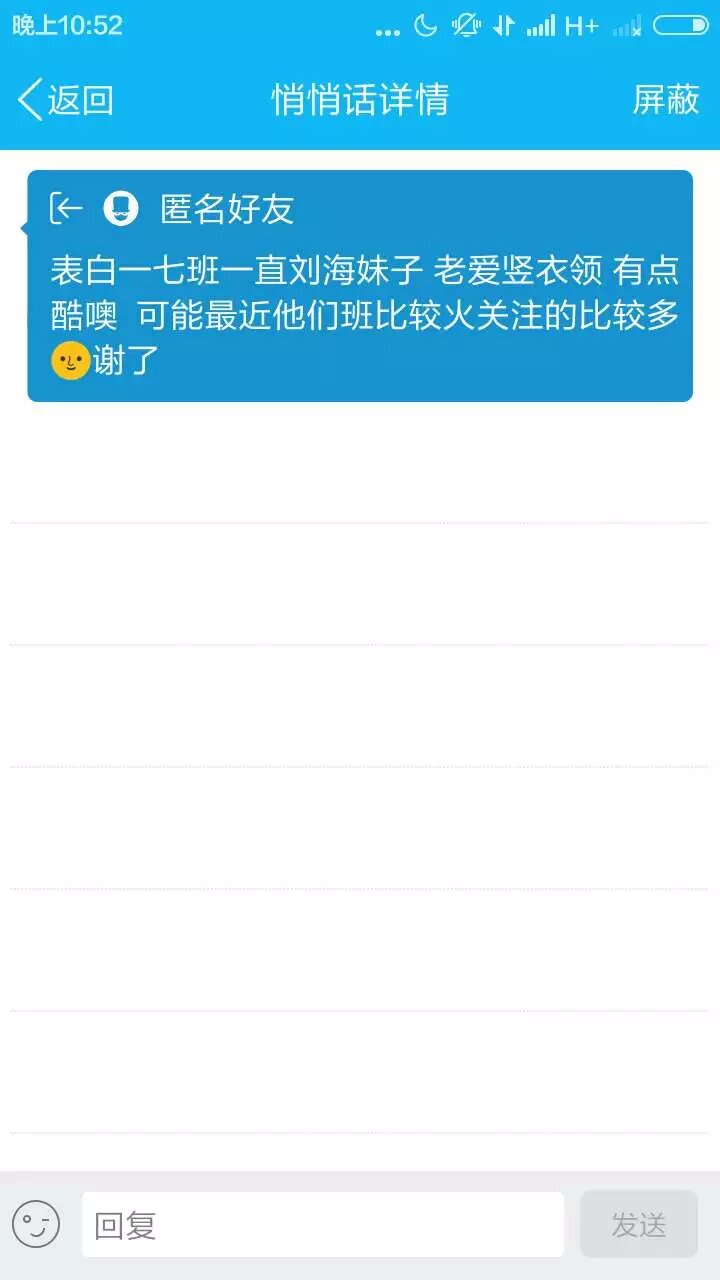 晚上10:52
H+
返回
悄悄话详情
屏蔽
匿名好友
表白一七班一直刘海妹子 老爱竖衣领 有点
酷噢 可能最近他们班比较火关注的比较多
🌝谢了
回复
发送